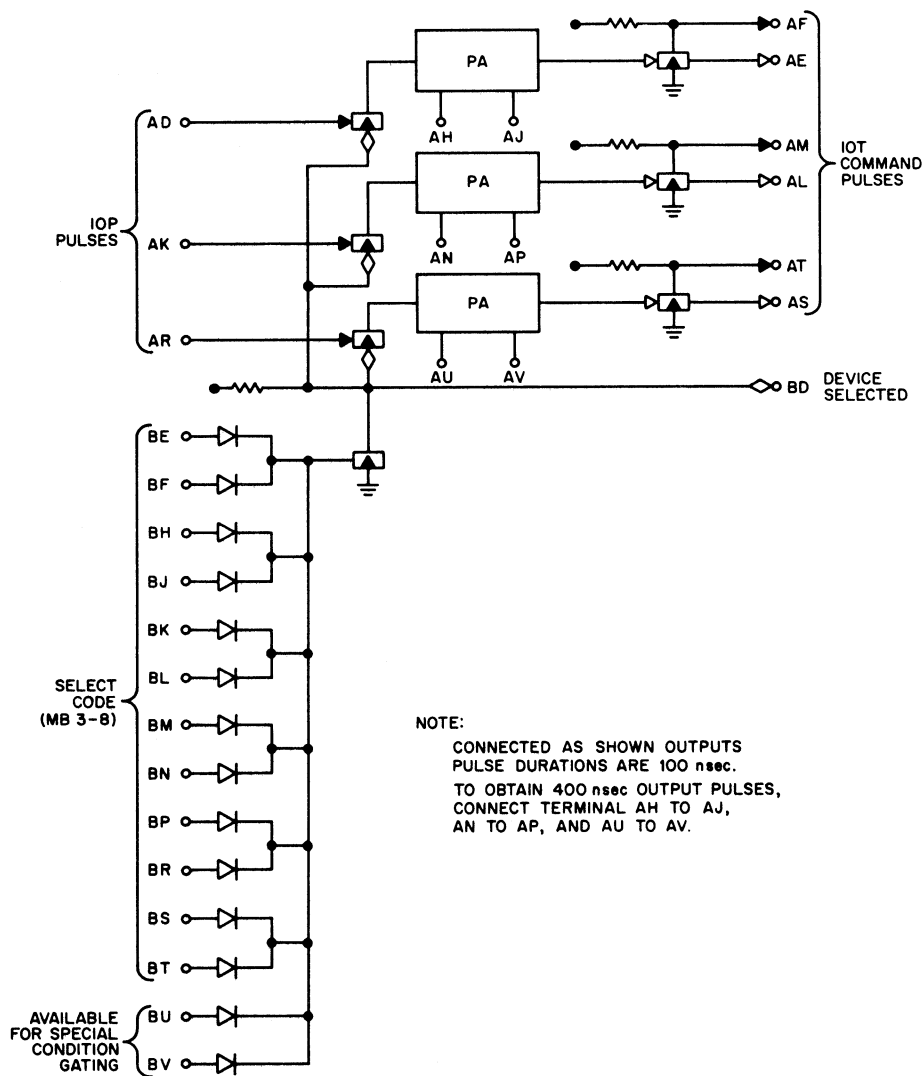 AF
PA
AE
AD
AH AJ
AM
IOP
PULSES
PA
AL
IOT
COMMAND
PULSES
AK
AN AP
AT
PA
AS
AR
AU AV
BD DEVICE
SELECTED
BE
BF
BH
BJ
BK
BL
SELECT
CODE
(MB 3-8)
BM
BN
BP
BR
BS
BT
NOTE:
CONNECTED AS SHOWN OUTPUTS
PULSE DURATIONS ARE 100 nsec.
TO OBTAIN 400 nsec OUTPUT PULSES,
CONNECT TERMINAL AH TO AJ,
AN TO AP, AND AU TO AV.
AVAILABLE
FOR SPECIAL
CONDITION
GATING
BU
BV